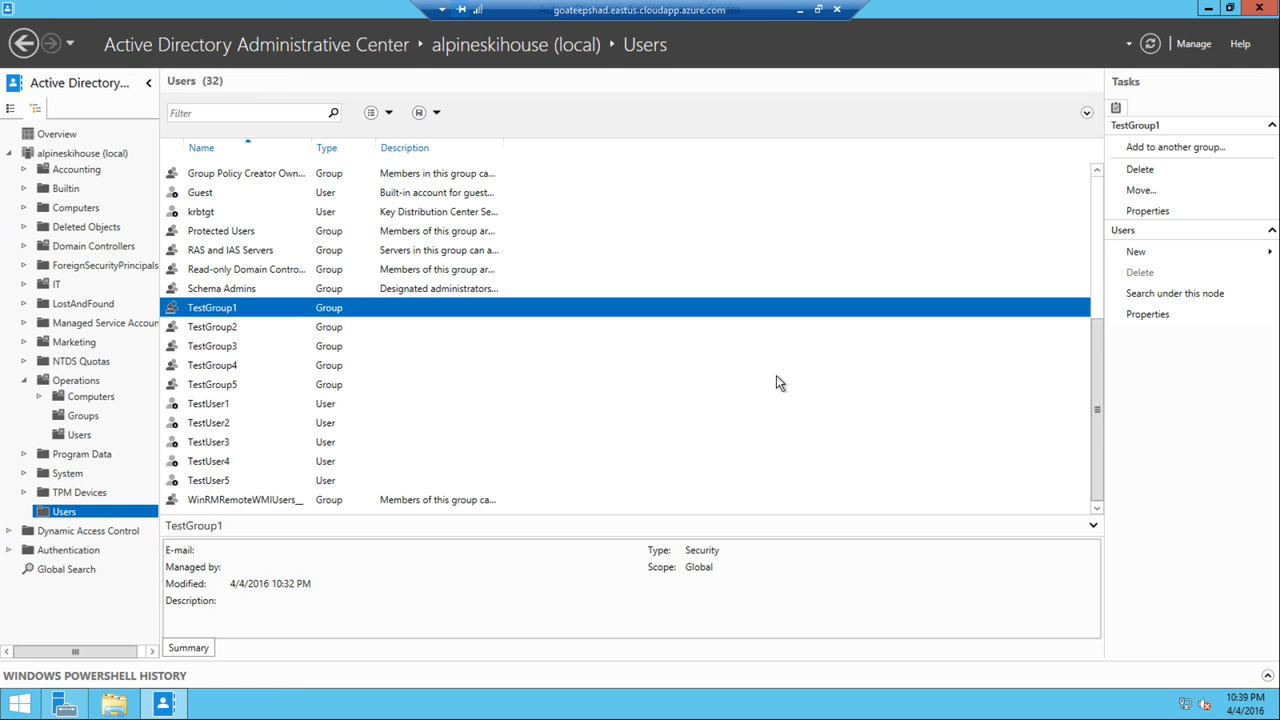 goateepshad.eastus.cloudapp.azure.com
Active Directory Administrative Center • alpineskihouse (local) • Users
Manage Help
Active Directory...
Overview
alpineskihouse (local)
Accounting
Builtin
Computers
Deleted Objects
Domain Controllers
ForeignSecurityPrincipals
IT
LostAndFound
Managed Service Accoun
Marketing
NTDS Quotas
Operations
Computers
Groups
Users
Program Data
System
TPM Devices
Users
Dynamic Access Control
Authentication
Global Search
Users (32)
Filter
Name Type Description
Group Policy Creator Own... Group Members in this group ca...
Guest User Built-in account for guest...
krbtgt User Key Distribution Center Se...
Protected Users Group Members of this group ar...
RAS and IAS Servers Group Servers in this group can a...
Read-only Domain Contro... Group Members of this group ar...
Schema Admins Group Designated administrators...
TestGroup1 Group
TestGroup2 Group
TestGroup3 Group
TestGroup4 Group
TestGroup5 Group
TestUser1 User
TestUser2 User
TestUser3 User
TestUser4 User
TestUser5 User
WinRMRemoteWMIUsers__ Group Members of this group ca...
TestGroup1
E-mail: Type: Security
Managed by: Scope: Global
Modified: 4/4/2016 10:32 PM
Description:
Summary
Tasks
TestGroup1
Add to another group...
Delete
Move...
Properties
Users
New
Delete
Search under this node
Properties
WINDOWS POWERSHELL HISTORY
10:39 PM
4/4/2016